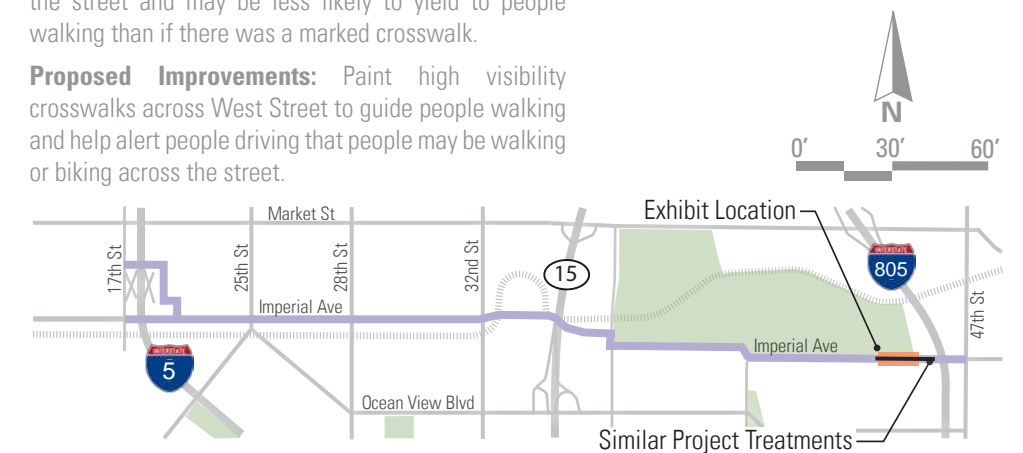 the street and may be less likely to yield to people
walking than if there was a marked crosswalk.
Proposed Improvements: Paint high visibility
crosswalks across West Street to guide people walking
and help alert people driving that people may be walking
or biking across the street.
N
0’ 30’ 60’
Market St
Exhibit Location
17th St
25th St
28th St
32nd St
15
INTERSTATE
805
47th St
Imperial Ave
Imperial Ave
INTERSTATE
5
Ocean View Blvd
Similar Project Treatments